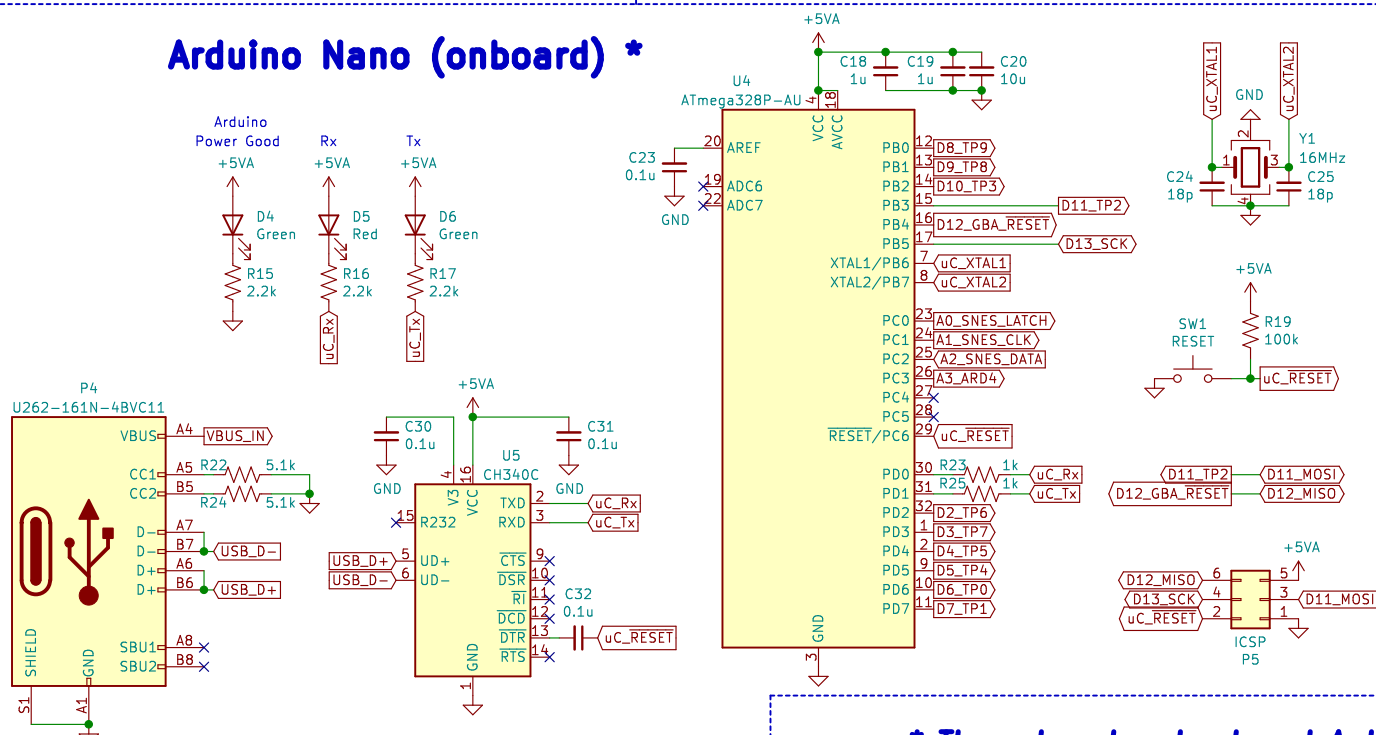 Arduino Nano (onboard) *
Arduino
Power Good
+5VA
D4
Green
R15
2.2k
Rx
+5VA
D5
Red
R16
2.2k
uC_Rx
Tx
+5VA
D6
Green
R17
2.2k
uC_Tx
P4
U262-161N-4BVC11
VBUS A4 VBUS_IN
CC1 A5 R22 5.1k
CC2 B5 R24 5.1k
D- A7
D- B7 USB_D-
D+ A6
D+ B6 USB_D+
SBU1 A8
SBU2 B8
SHIELD
GND
S1
A1
+5VA
C30
0.1u
GND
C31
0.1u
GND
U5
CH340C
4
16
V3
VCC
15 R232
TXD 2 uC_Rx
RXD 3 uC_Tx
USB_D+ 5 UD+
USB_D- 6 UD-
CTS 9
DSR 10
RI 11
DCD 12
DTR 13
RTS 14
C32
0.1u
uC_RESET
GND
1
+5VA
C18
1u
C19
1u
C20
10u
U4
ATmega328P-AU
4
18
VCC
AVCC
C23
0.1u
GND
20 AREF
19 ADC6
22 ADC7
PB0 12 D8_TP9
PB1 13 D9_TP8
PB2 14 D10_TP3
PB3 15 D11_TP2
PB4 16 D12_GBA_RESET
PB5 17 D13_SCK
XTAL1/PB6 7 uC_XTAL1
XTAL2/PB7 8 uC_XTAL2
PC0 23 A0_SNES_LATCH
PC1 24 A1_SNES_CLK
PC2 25 A2_SNES_DATA
PC3 26 A3_ARD4
PC4 27
PC5 28
RESET/PC6 29 uC_RESET
PD0 30 R23 1k uC_Rx
PD1 31 R25 1k uC_Tx
PD2 32 D2_TP6
PD3 1 D3_TP7
PD4 2 D4_TP5
PD5 9 D5_TP4
PD6 10 D6_TP0
PD7 11 D7_TP1
GND
3
uC_XTAL1
uC_XTAL2
GND
2
1
3
4
Y1
16MHz
C24
18p
C25
18p
+5VA
R19
100k
SW1
RESET
uC_RESET
D11_TP2 D11_MOSI
D12_GBA_RESET D12_MISO
+5VA
D12_MISO 6 5
D13_SCK 4 3 D11_MOSI
uC_RESET 2 1
ICSP
P5